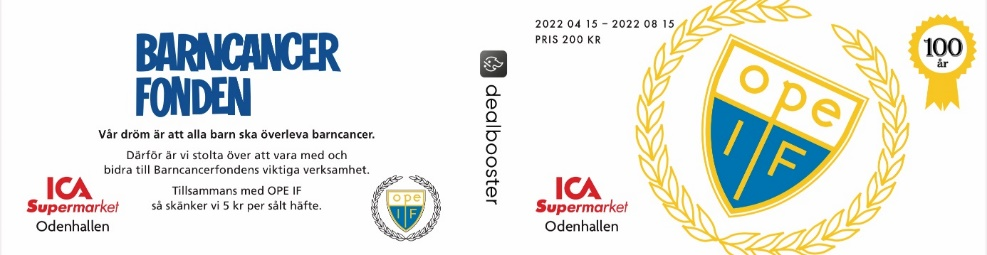 BARNCANCER
FONDEN
Vår dröm är att alla barn ska överleva barncancer.
Därför är vi stolta över att vara med och
bidra till Barncancerfondens viktiga verksamhet.
Tillsammans med OPE IF
så skänker vi 5 kr per sålt häfte.
ICA
Supermarket
Odenhallen
ope
IF
dealbooster
2022 04 15 – 2022 08 15
PRIS 200 KR
100
år
ope
IF
ICA
Supermarket
Odenhallen